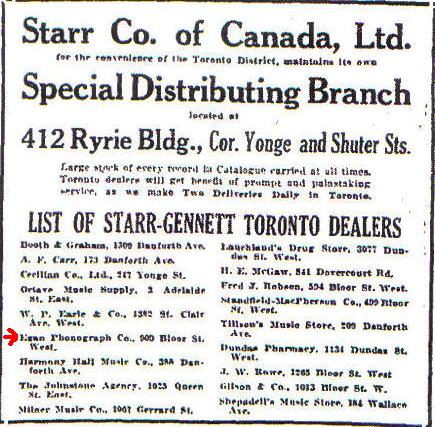 Starr Co. of Canada, Ltd.
for the convenience of the Toronto District, maintains its own
Special Distributing Branch
located at
412 Ryrie Bldg., Cor. Yonge and Shuter Sts.
Large stock of every record in Catalogue carried at all times.
Toronto dealers will get benefit of prompt and painstaking
service, as we make Two Deliveries Daily in Toronto.
LIST OF STARR-GENNETT TORONTO DEALERS
Booth & Graham, 1309 Danforth Ave.
A. F. Carr, 173 Danforth Ave.
Cecilian Co., Ltd., 247 Yonge St.
Octave Music Supply, 3 Adelaide
St. East.
W. P. Earle & Co., 1382 St. Clair
Ave. West.
Egan Phonograph Co., 909 Bloor St.
West.
Harmony Hall Music Co., 388 Dan-
forth Ave.
The Johnstone Agency, 1025 Queen
St. East.
Milner Music Co., 1067 Gerrard St.
Lauchland's Drug Store, 3077 Dun-
das St. West.
H. E. McGaw, 841 Dovercourt Rd.
Fred J. Robson, 594 Bloor St. West.
Standfield-MacPherson Co., 499 Bloor
St. West.
Tillson's Music Store, 209 Danforth
Ave.
Dundas Pharmacy, 1134 Dundas St.
West.
J. W. Rowe, 1265 Bloor St. West
Gilson & Co., 1013 Bloor St. W.
Music Store, 184 Wallace
Ave.